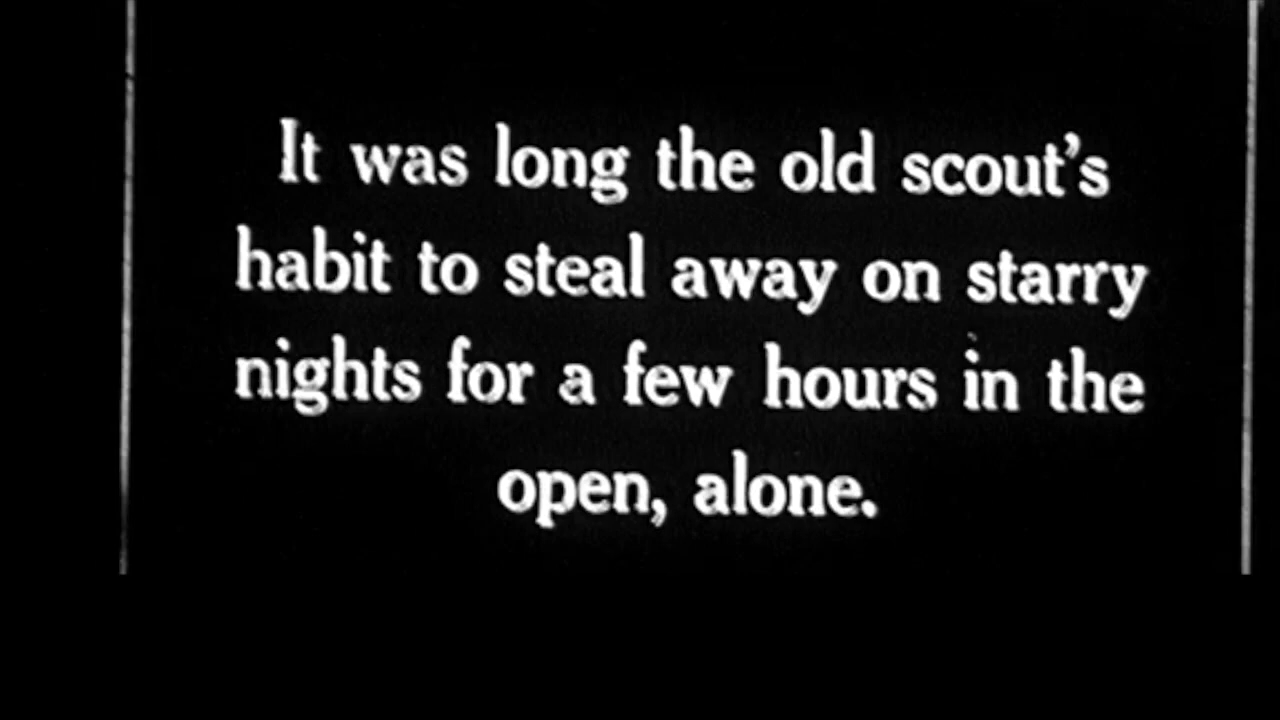 It was long the old scout's
habit to steal away on starry
nights for a few hours in the
open, alone.